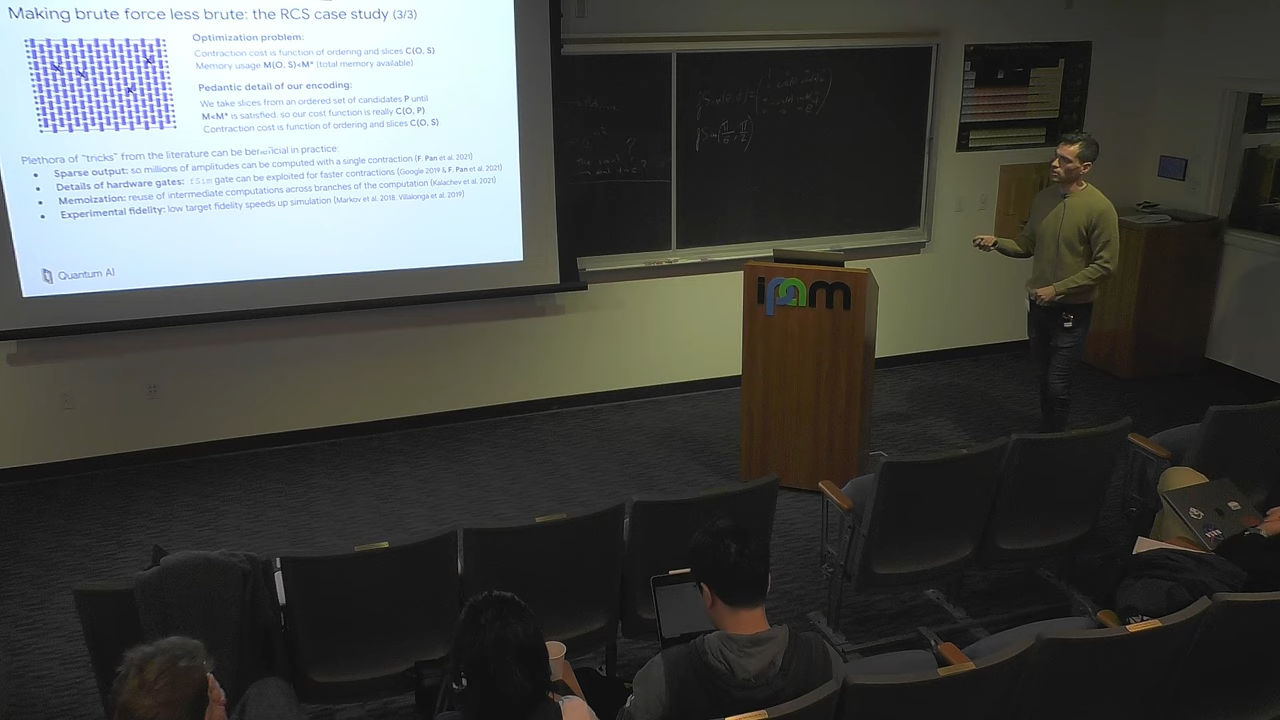 Making brute force less brute: the RCS case study (3/3)
Optimization problem:
Contraction cost is function of ordering and slices C(O, S)
Memory usage M(O, S)<M* (total memory available)
Pedantic detail of our encoding:
We take slices from an ordered set of candidates P until
M<M* is satisfied, so our cost function is really C(O, P)
Contraction cost is function of ordering and slices C(O, S)
Plethora of "tricks" from the literature can be beneficial in practice:
• Sparse output: so millions of amplitudes can be computed with a single contraction (F. Pan et al. 2021)
• Details of hardware gates: fSim gate can be exploited for faster contractions (Google 2019 & F. Pan et al. 2021)
• Memoization: reuse of intermediate computations across branches of the computation (Kalachev et al. 2021)
• Experimental fidelity: low target fidelity speeds up simulation (Markov et al. 2018, Villalonga et al. 2019)
Quantum AI
ipam